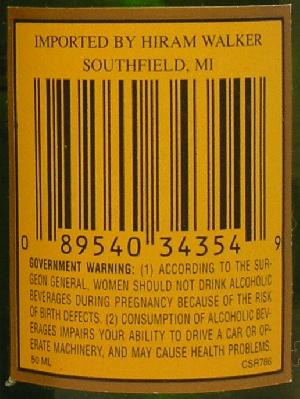 IMPORTED BY HIRAM WALKER
SOUTHFIELD, MI
0 89540 34354 9
GOVERNMENT WARNING: (1) ACCORDING TO THE SUR-
GEON GENERAL, WOMEN SHOULD NOT DRINK ALCOHOLIC
BEVERAGES DURING PREGNANCY BECAUSE OF THE RISK
OF BIRTH DEFECTS. (2) CONSUMPTION OF ALCOHOLIC BEV-
ERAGES IMPAIRS YOUR ABILITY TO DRIVE A CAR OR OP-
ERATE MACHINERY, AND MAY CAUSE HEALTH PROBLEMS.
50 ML CSR786